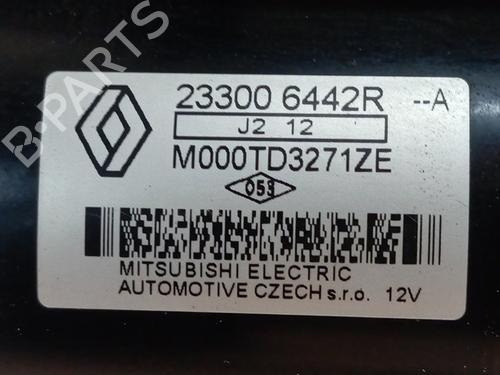 23300 6442R --A
J2 12
M000TD3271ZE
053
MITSUBISHI ELECTRIC
AUTOMOTIVE CZECH s.r.o. 12V
B-PARTS